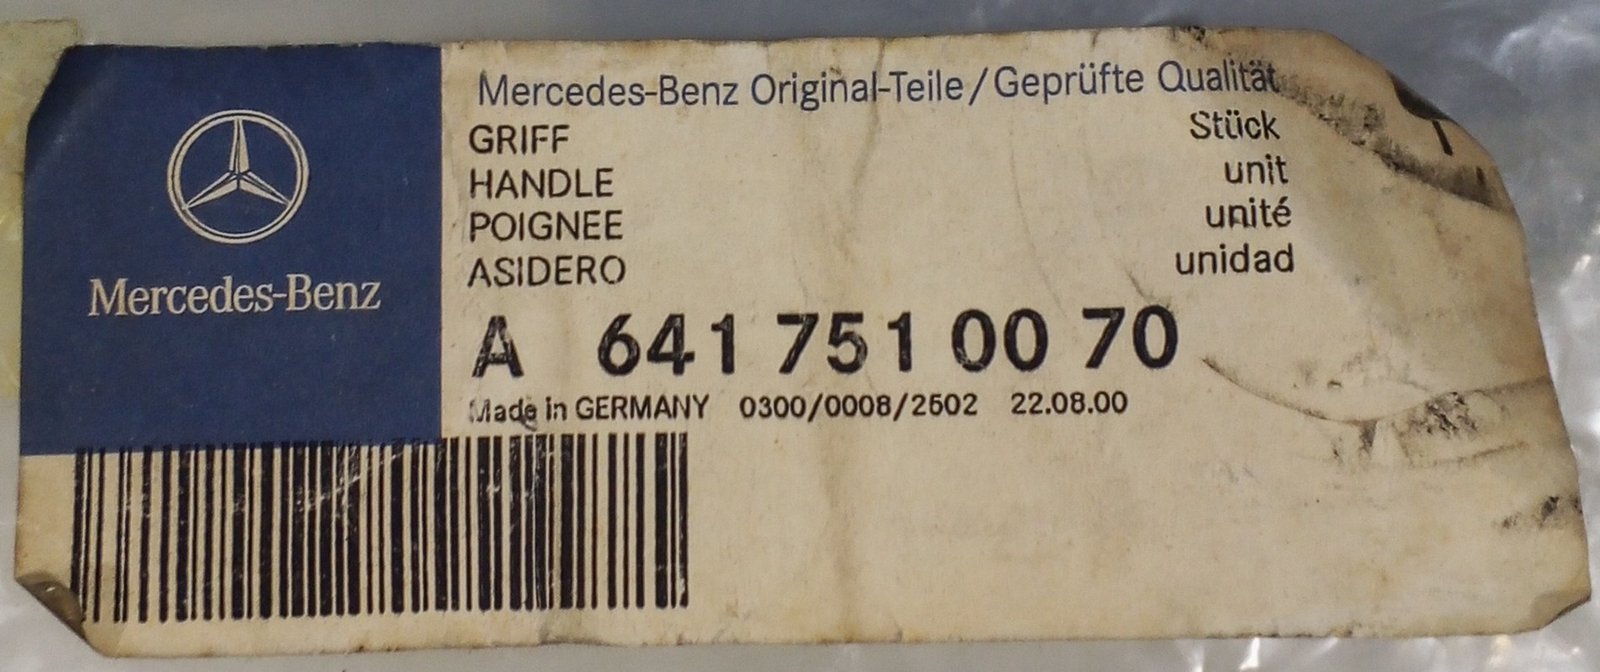 Mercedes-Benz
Mercedes-Benz Original-Teile/Geprüfte Qualität
GRIFF Stück 1
HANDLE unit
POIGNEE unité
ASIDERO unidad
A 641 751 00 70
Made in GERMANY 0300/0008/2502 22.08.00